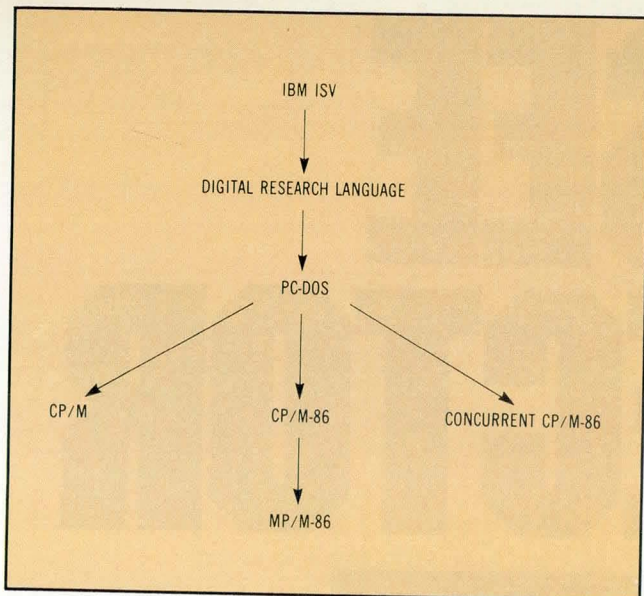 IBM ISV
DIGITAL RESEARCH LANGUAGE
PC-DOS
CP/M
CP/M-86
CONCURRENT CP/M-86
MP/M-86